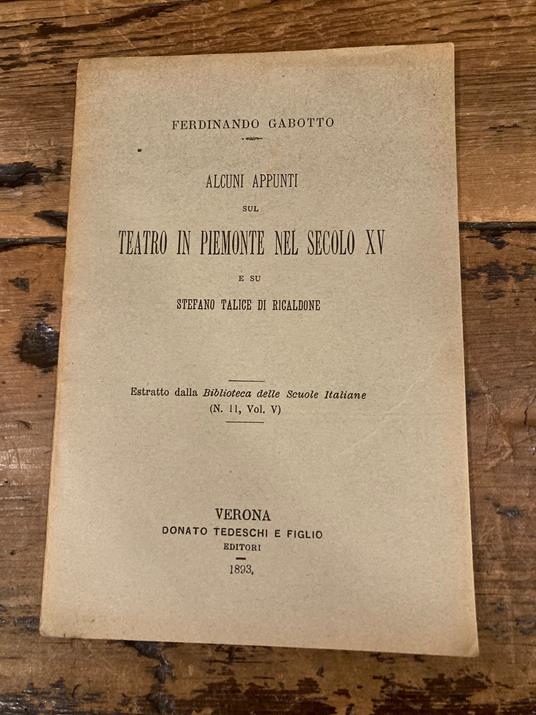 FERDINANDO GABOTTO
ALCUNI APPUNTI
SUL
TEATRO IN PIEMONTE NEL SECOLO XV
E SU
STEFANO TALICE DI RICALDONE
Estratto dalla Biblioteca delle Scuole Italiane
(N. 11, Vol. V)
VERONA
DONATO TEDESCHI E FIGLIO
EDITORI
1893.